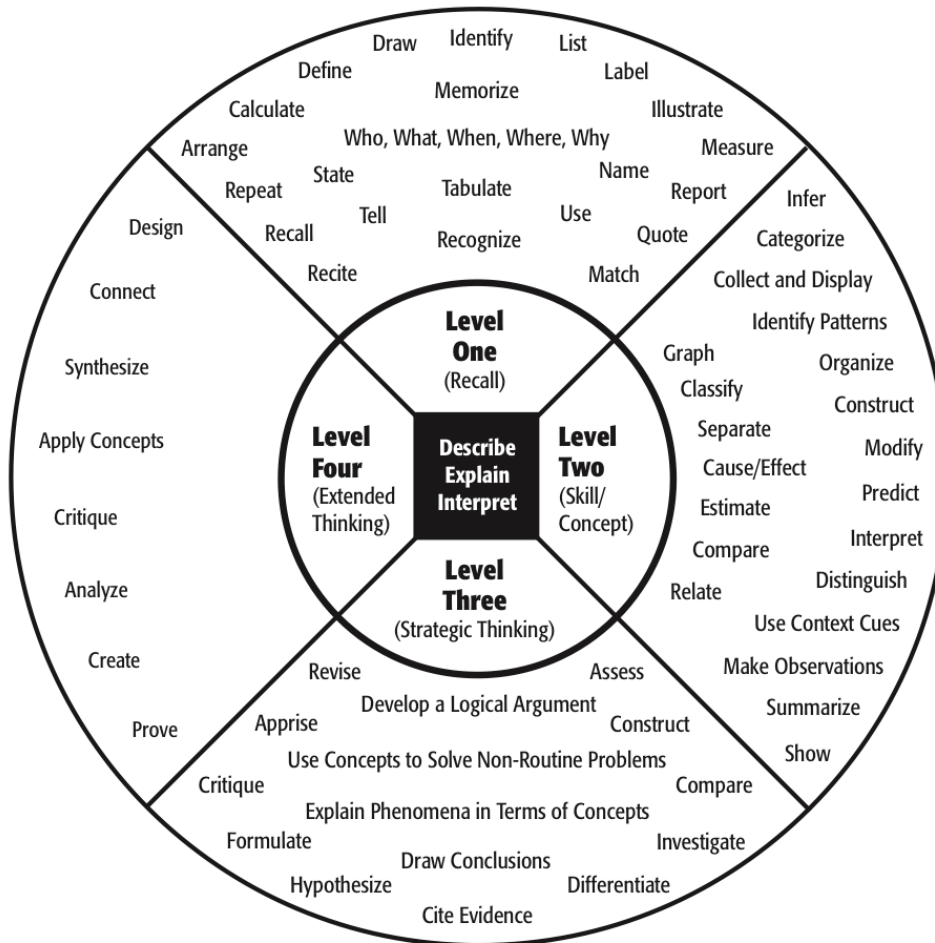 Draw
Identify
List
Define
Label
Calculate
Memorize
Illustrate
Arrange
Who, What, When, Where, Why
Measure
Repeat
State
Tabulate
Name
Report
Recall
Tell
Recognize
Use
Quote
Recite
Match
Level
One
(Recall)
Infer
Categorize
Collect and Display
Identify Patterns
Graph
Organize
Classify
Construct
Separate
Modify
Cause/Effect
Predict
Estimate
Interpret
Compare
Distinguish
Relate
Use Context Cues
Make Observations
Summarize
Show
Level
Two
(Skill/
Concept)
Describe
Explain
Interpret
Level
Three
(Strategic Thinking)
Revise
Assess
Develop a Logical Argument
Apprise
Construct
Use Concepts to Solve Non-Routine Problems
Critique
Compare
Explain Phenomena in Terms of Concepts
Formulate
Investigate
Draw Conclusions
Hypothesize
Differentiate
Cite Evidence
Level
Four
(Extended
Thinking)
Design
Connect
Synthesize
Apply Concepts
Critique
Analyze
Create
Prove